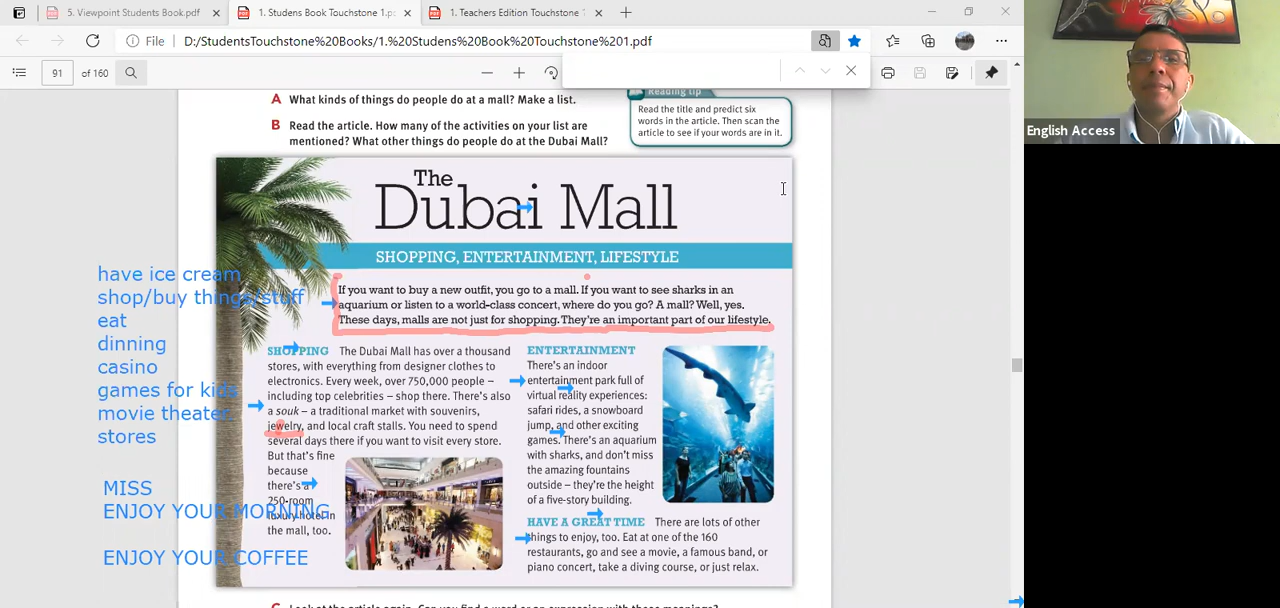 5. Viewpoint Students Book.pdf
1. Studens Book Touchstone 1.p
1. Teachers Edition Touchstone
File D:/StudentsTouchstone%20Books/1.%20Studens%20Book%20Touchstone%201.pdf
91 of 160
English Access
A What kinds of things do people do at a mall? Make a list.
B Read the article. How many of the activities on your list are
mentioned? What other things do people do at the Dubai Mall?
Reading tip
Read the title and predict six
words in the article. Then scan the
article to see if your words are in it.
The
Dubai Mall
SHOPPING, ENTERTAINMENT, LIFESTYLE
If you want to buy a new outfit, you go to a mall. If you want to see sharks in an
aquarium or listen to a world-class concert, where do you go? A mall? Well, yes.
These days, malls are not just for shopping. They're an important part of our lifestyle.
have ice cream
shop/buy things/stuff
eat
dinning
casino
games for kids
movie theater
stores
MISS
ENJOY YOUR MORNING
ENJOY YOUR COFFEE
SHOPPING The Dubai Mall has over a thousand
stores, with everything from designer clothes to
electronics. Every week, over 750,000 people –
including top celebrities – shop there. There's also
a souk – a traditional market with souvenirs,
jewelry, and local craft stalls. You need to spend
several days there if you want to visit every store.
But that's fine
because
there's a
250-room
luxury hotel in
the mall, too.
ENTERTAINMENT
There's an indoor
entertainment park full of
virtual reality experiences:
safari rides, a snowboard
jump, and other exciting
games. There's an aquarium
with sharks, and don't miss
the amazing fountains
outside – they're the height
of a five-story building.
HAVE A GREAT TIME There are lots of other
things to enjoy, too. Eat at one of the 160
restaurants, go and see a movie, a famous band, or
piano concert, take a diving course, or just relax.
C Look at the article again. Can you find a word or an expression with these meanings?